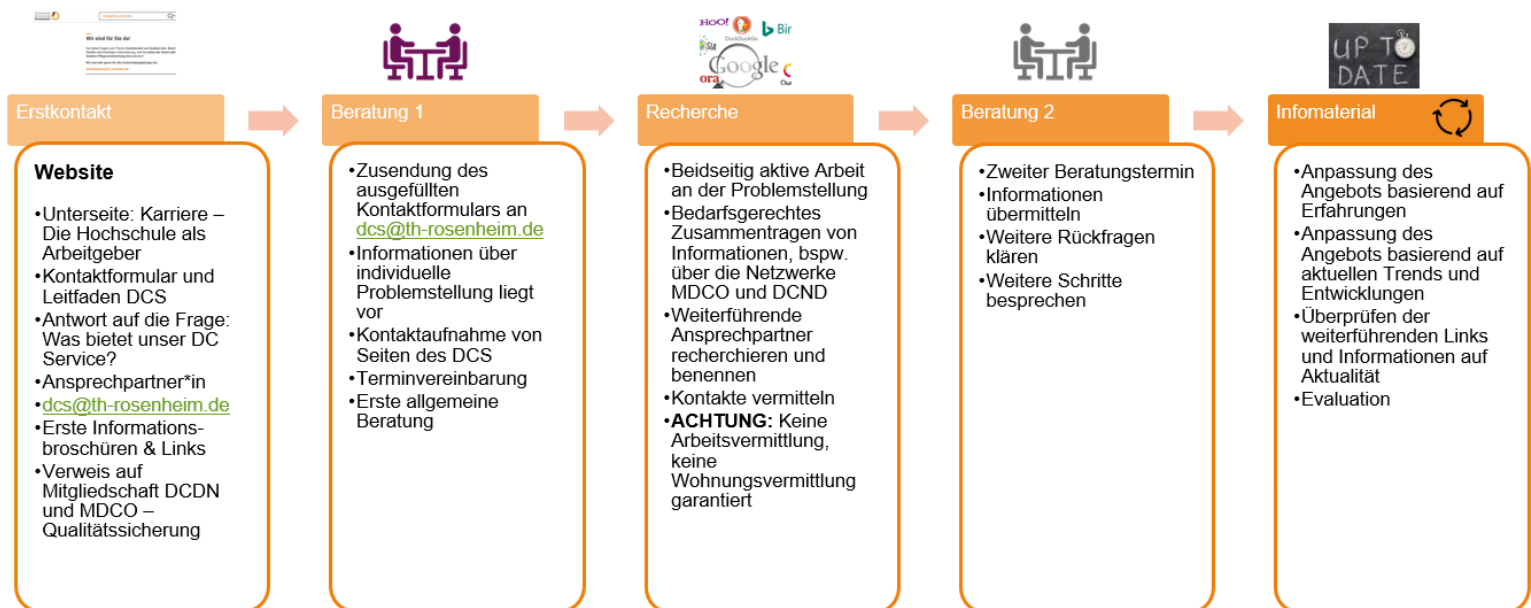 Wir sind für Sie da!
HOO!
Bir
DuckDuckGo
Google
ora
UP TO
DATE
Erstkontakt
Beratung 1
Recherche
Beratung 2
Infomaterial
Website
•Unterseite: Karriere –
Die Hochschule als
Arbeitgeber
•Kontaktformular und
Leitfaden DCS
•Antwort auf die Frage:
Was bietet unser DC
Service?
•Ansprechpartner*in
•dcs@th-rosenheim.de
•Erste Informations-
broschüren & Links
•Verweis auf
Mitgliedschaft DCDN
und MDCO –
Qualitätssicherung
•Zusendung des
ausgefüllten
Kontaktformulars an
dcs@th-rosenheim.de
•Informationen über
individuelle
Problemstellung liegt
vor
•Kontaktaufnahme von
Seiten des DCS
•Terminvereinbarung
•Erste allgemeine
Beratung
•Beidseitig aktive Arbeit
an der Problemstellung
•Bedarfsgerechtes
Zusammentragen von
Informationen, bspw.
über die Netzwerke
MDCO und DCND
•Weiterführende
Ansprechpartner
recherchieren und
benennen
•Kontakte vermitteln
•ACHTUNG: Keine
Arbeitsvermittlung,
keine
Wohnungsvermittlung
garantiert
•Zweiter Beratungstermin
•Informationen
übermitteln
•Weitere Rückfragen
klären
•Weitere Schritte
besprechen
•Anpassung des
Angebots basierend auf
Erfahrungen
•Anpassung des
Angebots basierend auf
aktuellen Trends und
Entwicklungen
•Überprüfen der
weiterführenden Links
und Informationen auf
Aktualität
•Evaluation